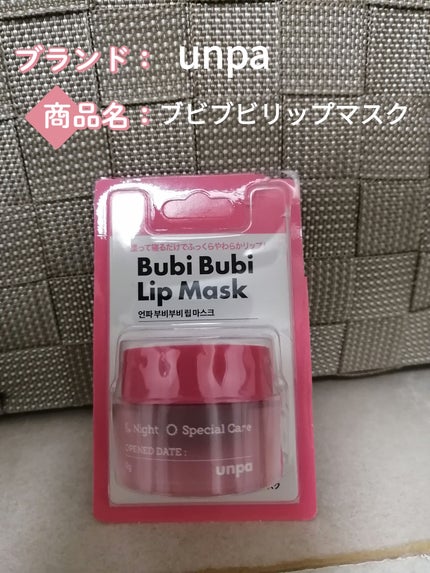 ブランド： unpa
商品名：ブビブビリップマスク
塗って寝るだけでふっくらやわらかリップ！
Bubi Bubi
Lip Mask
언파 부비부비 립 마스크
Night Special Care
OPENED DATE :
unpa